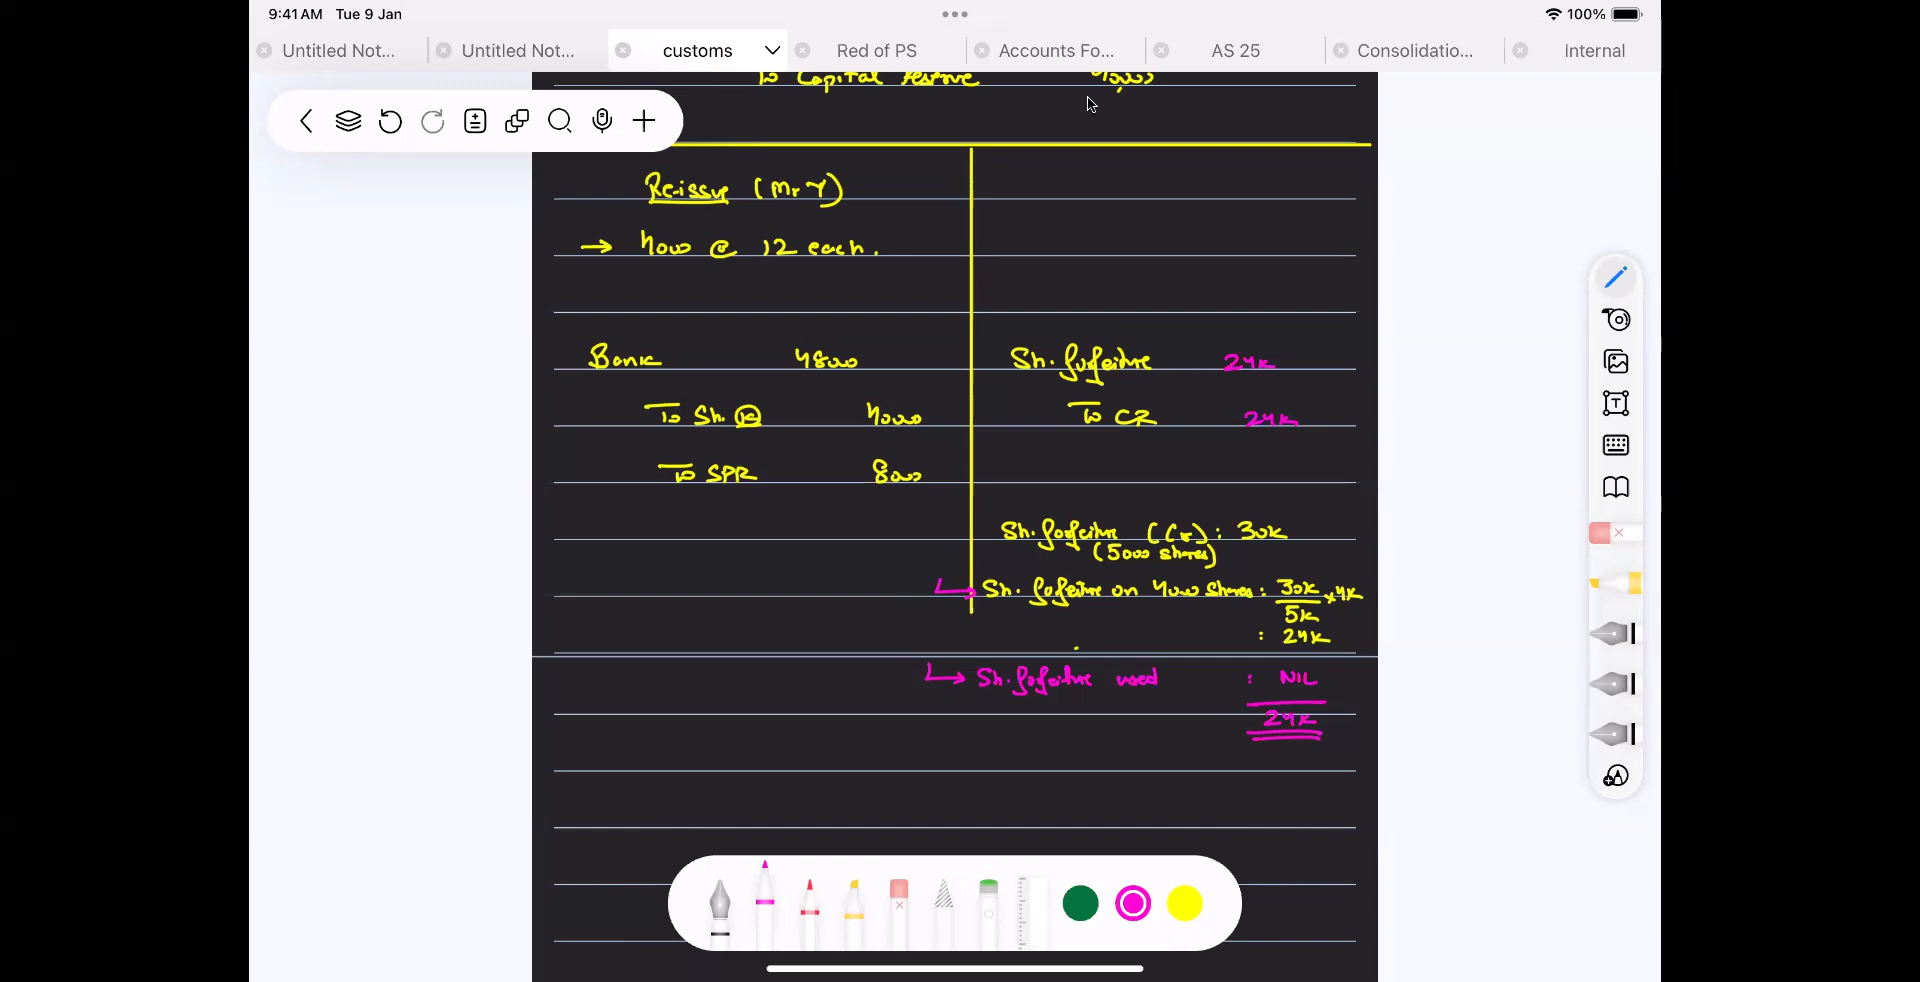 9:41 AM Tue 9 Jan
100%
Untitled Not...
Untitled Not...
customs
Red of PS
Accounts Fo...
AS 25
Consolidatio...
Internal
To Capital reserve
Re-issue (Mr Y)
→ 4000 @ 12 each.
Bank 48000
To Sh. (K) 40000
To SPR 8000
Sh. forfeiture 24K
To CR 24K
Sh. forfeiture (Cr) : 30K
(5000 shares)
Sh. forfeiture on 4000 shares : 30K/5K x 4K
: 24K
Sh. forfeiture used : NIL
24K